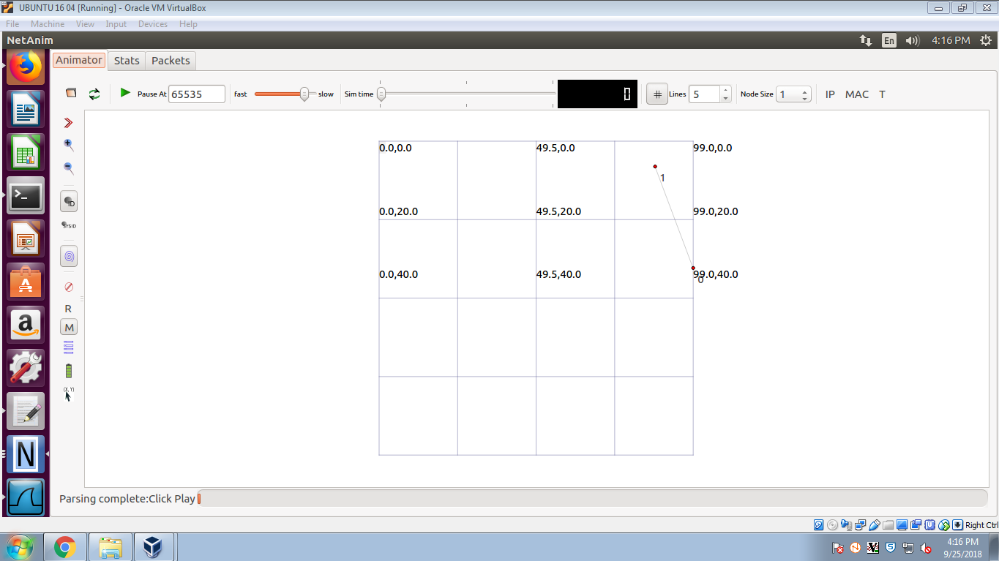 UBUNTU 16 04 [Running] - Oracle VM VirtualBox
File Machine View Input Devices Help
NetAnim
En
4:16 PM
Animator Stats Packets
Pause At 65535 fast slow Sim time 0 # Lines 5 Node Size 1 IP MAC T
0.0,0.0 49.5,0.0 99.0,0.0
1
ID
0.0,20.0 49.5,20.0 99.0,20.0
SYSID
0.0,40.0 49.5,40.0 99.0,40.0
0
R
M
(X, Y)
Parsing complete:Click Play
Right Ctrl
4:16 PM
9/25/2018